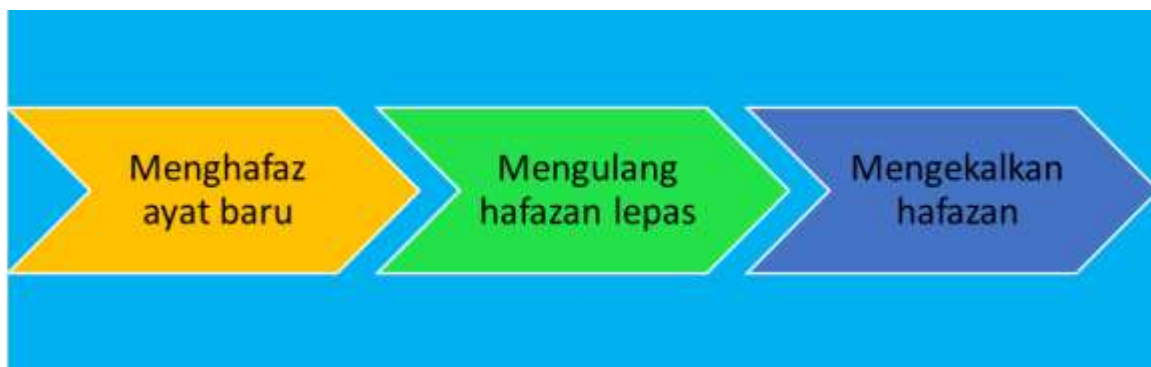 Menghafaz
ayat baru
Mengulang
hafazan lepas
Mengekalkan
hafazan